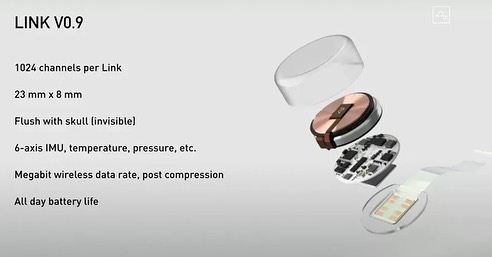 LINK V0.9
1024 channels per Link
23 mm x 8 mm
Flush with skull (invisible)
6-axis IMU, temperature, pressure, etc.
Megabit wireless data rate, post compression
All day battery life